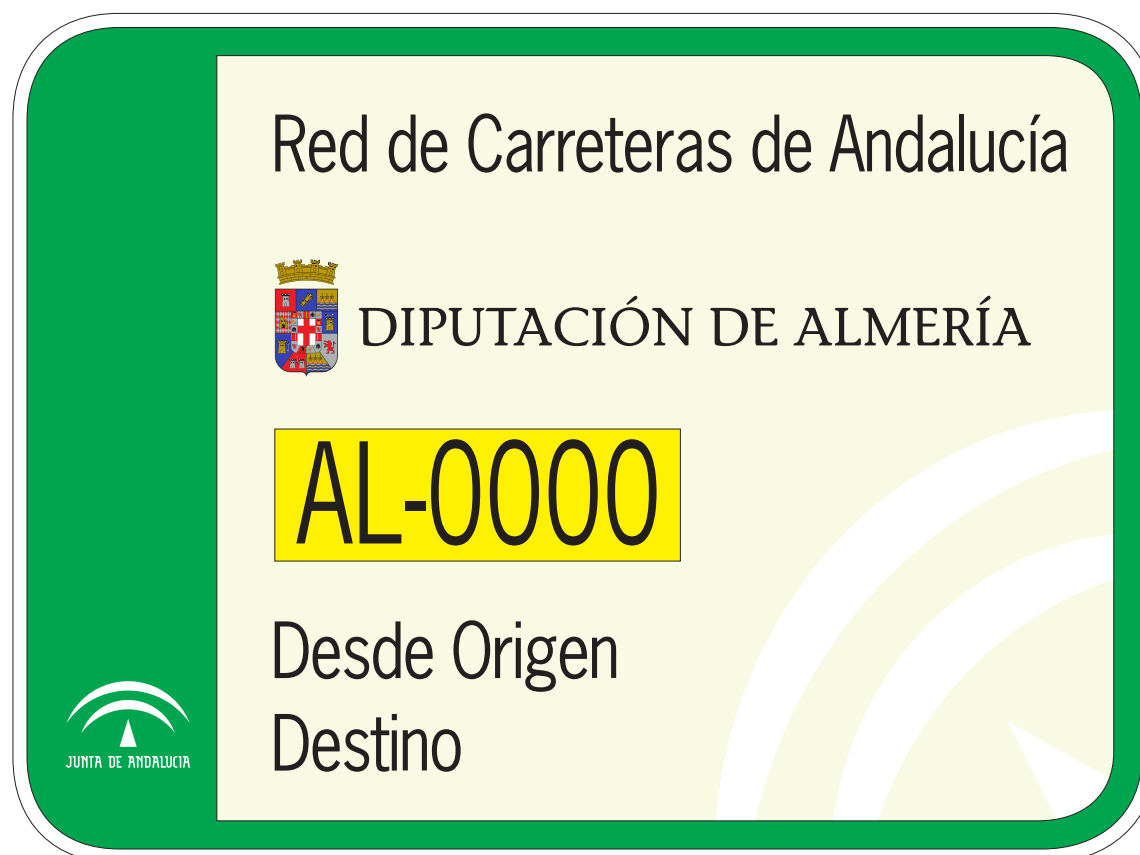 Red de Carreteras de Andalucía
DIPUTACIÓN DE ALMERÍA
AL-0000
Desde Origen
Destino
JUNTA DE ANDALUCIA